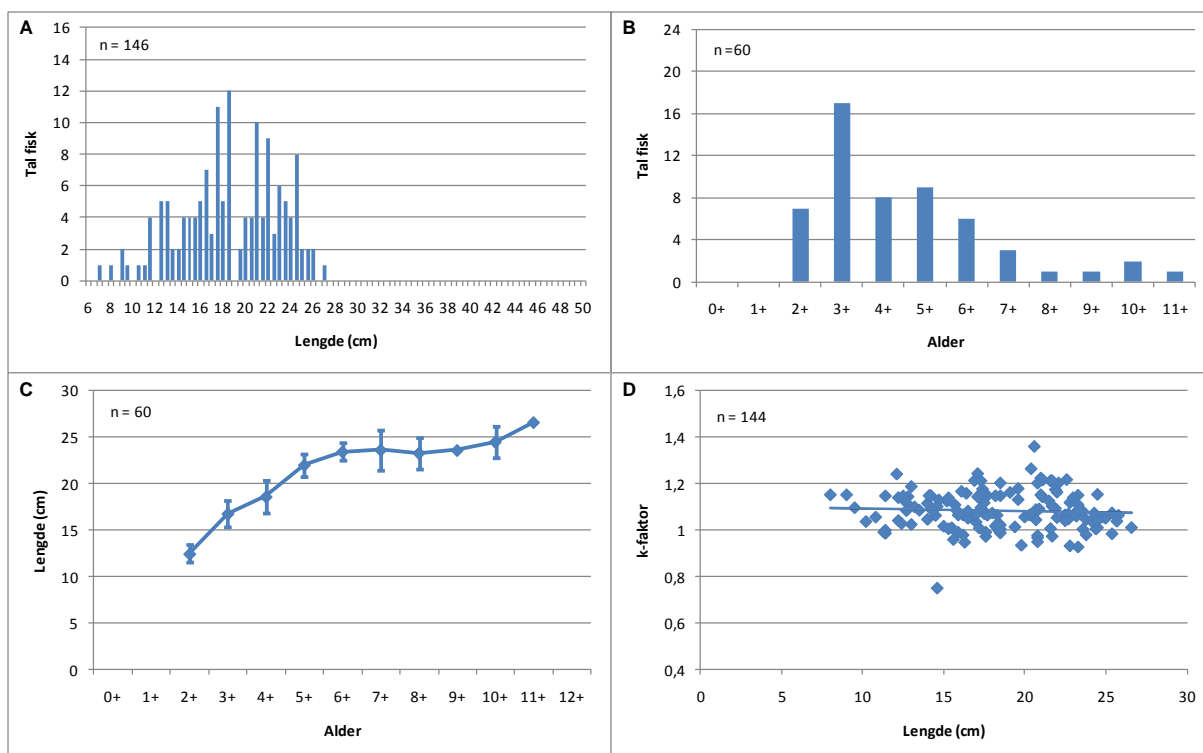 A
n = 146
Tal fisk
16
14
12
10
8
6
4
2
0
6 8 10 12 14 16 18 20 22 24 26 28 30 32 34 36 38 40 42 44 46 48 50
Lengde (cm)
B
n=60
Tal fisk
24
20
16
12
8
4
0
0+ 1+ 2+ 3+ 4+ 5+ 6+ 7+ 8+ 9+ 10+ 11+
Alder
C
n = 60
Lengde (cm)
30
25
20
15
10
5
0
0+ 1+ 2+ 3+ 4+ 5+ 6+ 7+ 8+ 9+ 10+ 11+ 12+
Alder
D
n = 144
k-faktor
1,6
1,4
1,2
1
0,8
0,6
0,4
0 5 10 15 20 25 30
Lengde (cm)